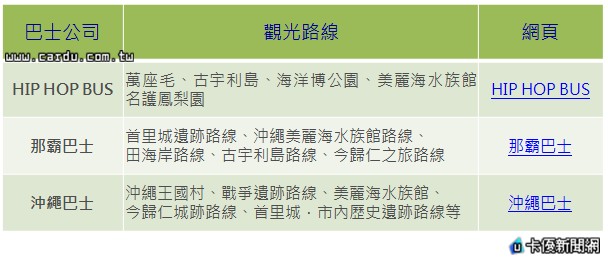 巴士公司 觀光路線 網頁
www.cardu.com.tw
HIP HOP BUS 萬座毛、古宇利島、海洋博公園、美麗海水族館 HIP HOP BUS
名護鳳梨園
那霸巴士 首里城遺跡路線、沖繩美麗海水族館路線、 那霸巴士
田海岸路線、古宇利島路線、今歸仁之旅路線
沖繩巴士 沖繩王國村、戰爭遺跡路線、美麗海水族館、 沖繩巴士
今歸仁城跡路線、首里城．市內歷史遺跡路線等
卡優新聞網